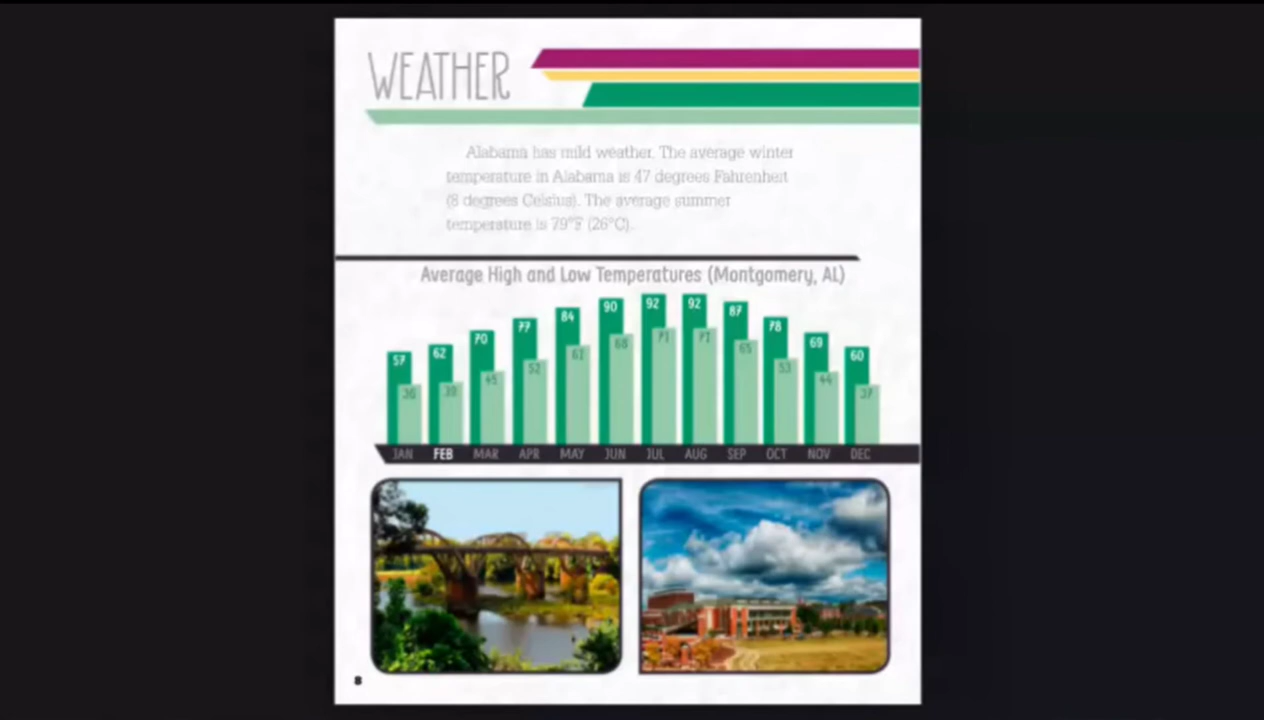 WEATHER
Alabama has mild weather. The average winter
temperature in Alabama is 47 degrees Fahrenheit
(8 degrees Celsius). The average summer
temperature is 79°F (26°C).
Average High and Low Temperatures (Montgomery, AL)
57 62 70 77 84 90 92 92 87 78 69 60
45 52 61 68 71 71 65 53 44 37
JAN FEB MAR APR MAY JUN JUL AUG SEP OCT NOV DEC
8